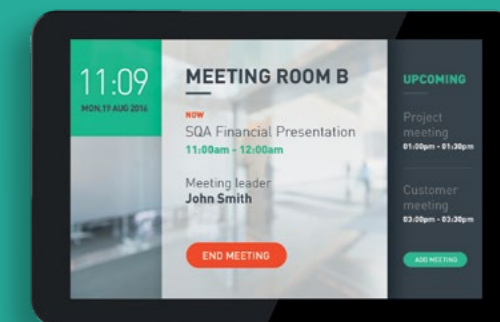 11:09
MON,19 AUG 2016
MEETING ROOM B
NOW
SQA Financial Presentation
11:00am - 12:00am
Meeting leader
John Smith
END MEETING
UPCOMING
Project
meeting
01:00pm - 01:30pm
Customer
meeting
03:00pm - 03:30pm
ADD MEETING